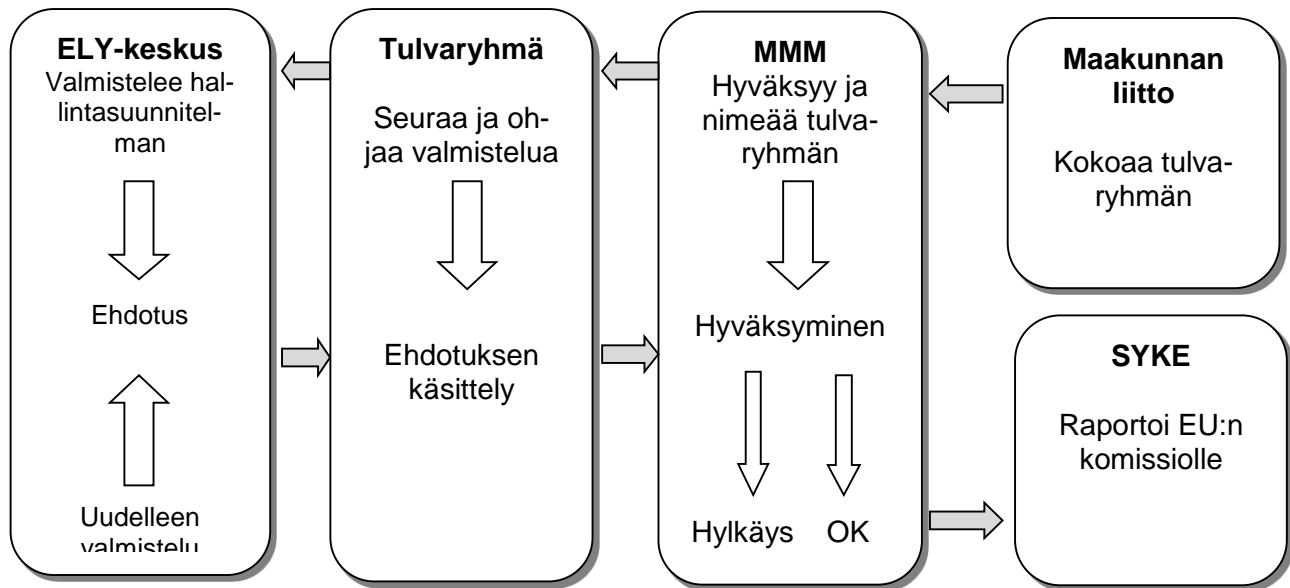 ELY-keskus
Valmistelee hal-
lintasuunnitel-
man
Ehdotus
Uudelleen
valmistelu
Tulvaryhmä
Seuraa ja oh-
jaa valmistelua
Ehdotuksen
käsittely
MMM
Hyväksyy ja
nimeää tulva-
ryhmän
Hyväksyminen
Hylkäys OK
Maakunnan
liitto
Kokoaa tulva-
ryhmän
SYKE
Raportoi EU:n
komissiolle